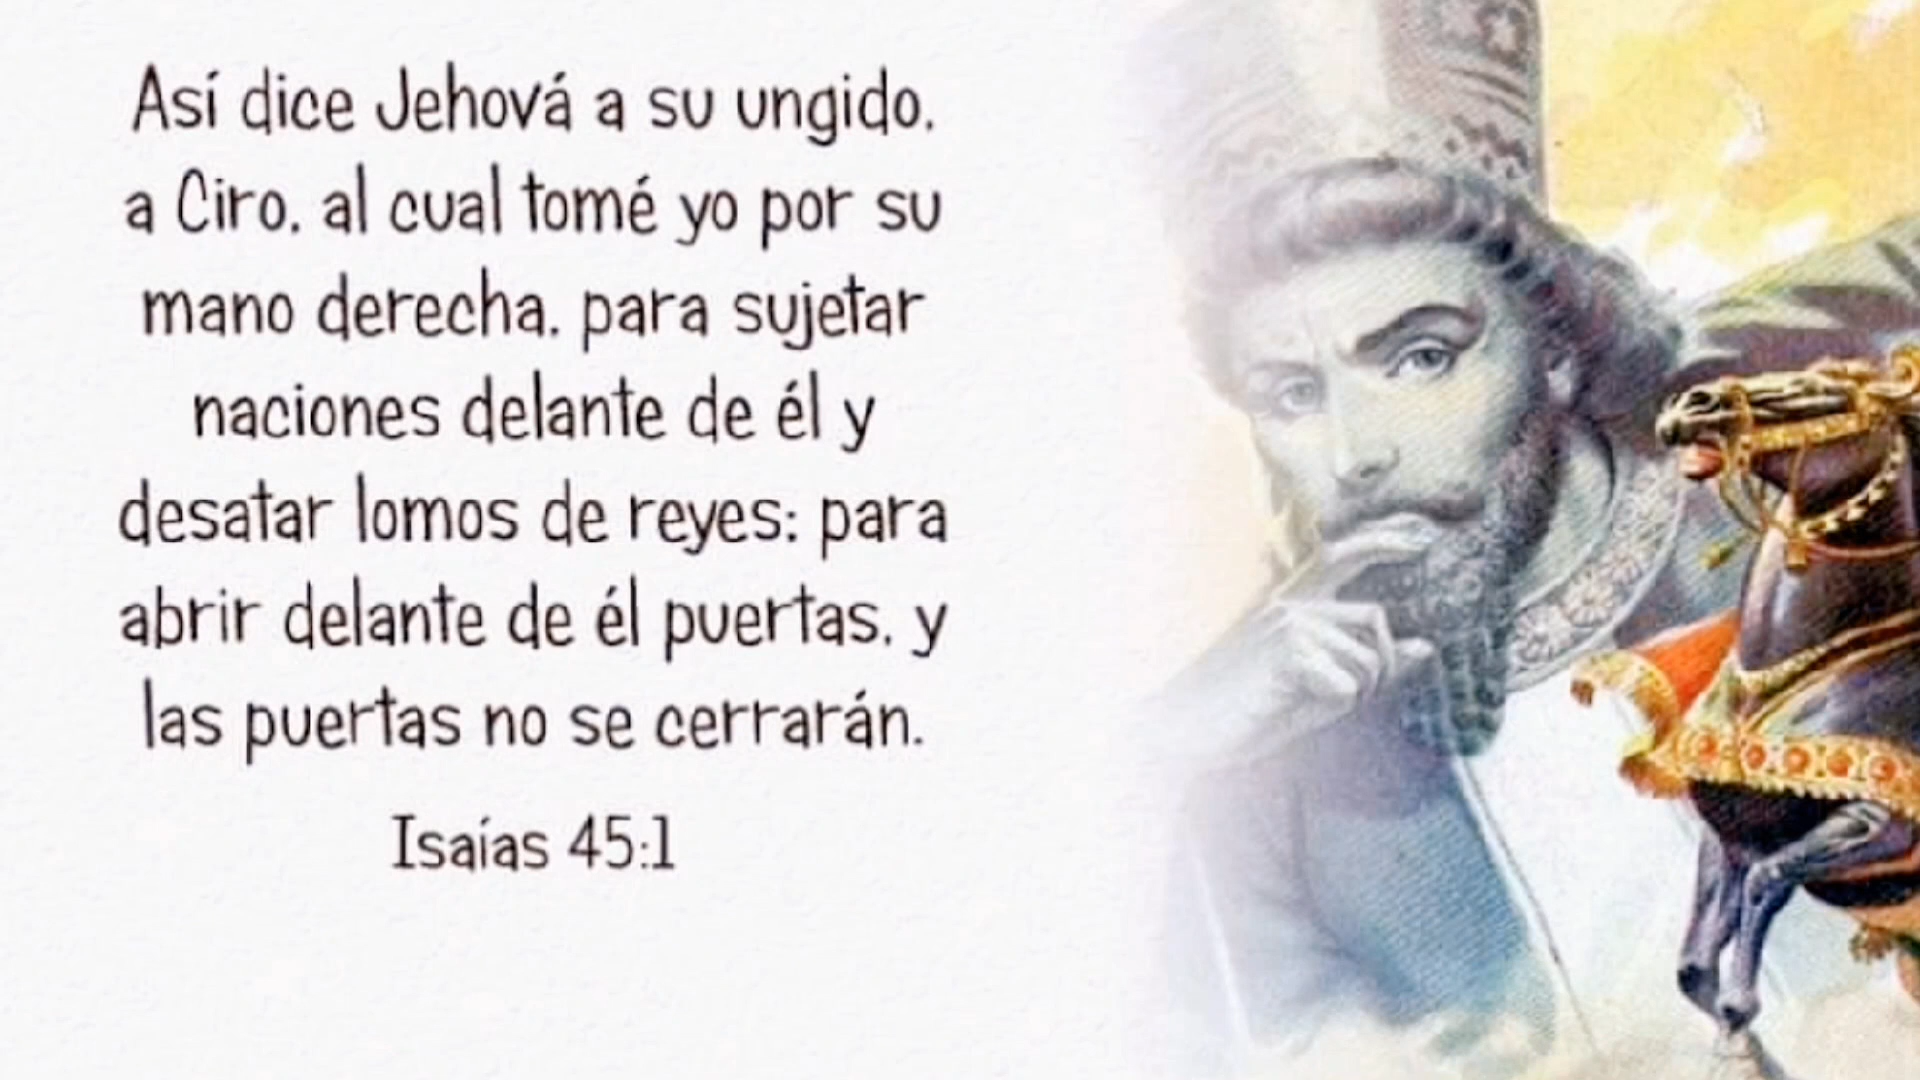 Así dice Jehová a su ungido,
a Ciro, al cual tomé yo por su
mano derecha, para sujetar
naciones delante de él y
desatar lomos de reyes; para
abrir delante de él puertas, y
las puertas no se cerrarán.
Isaías 45:1